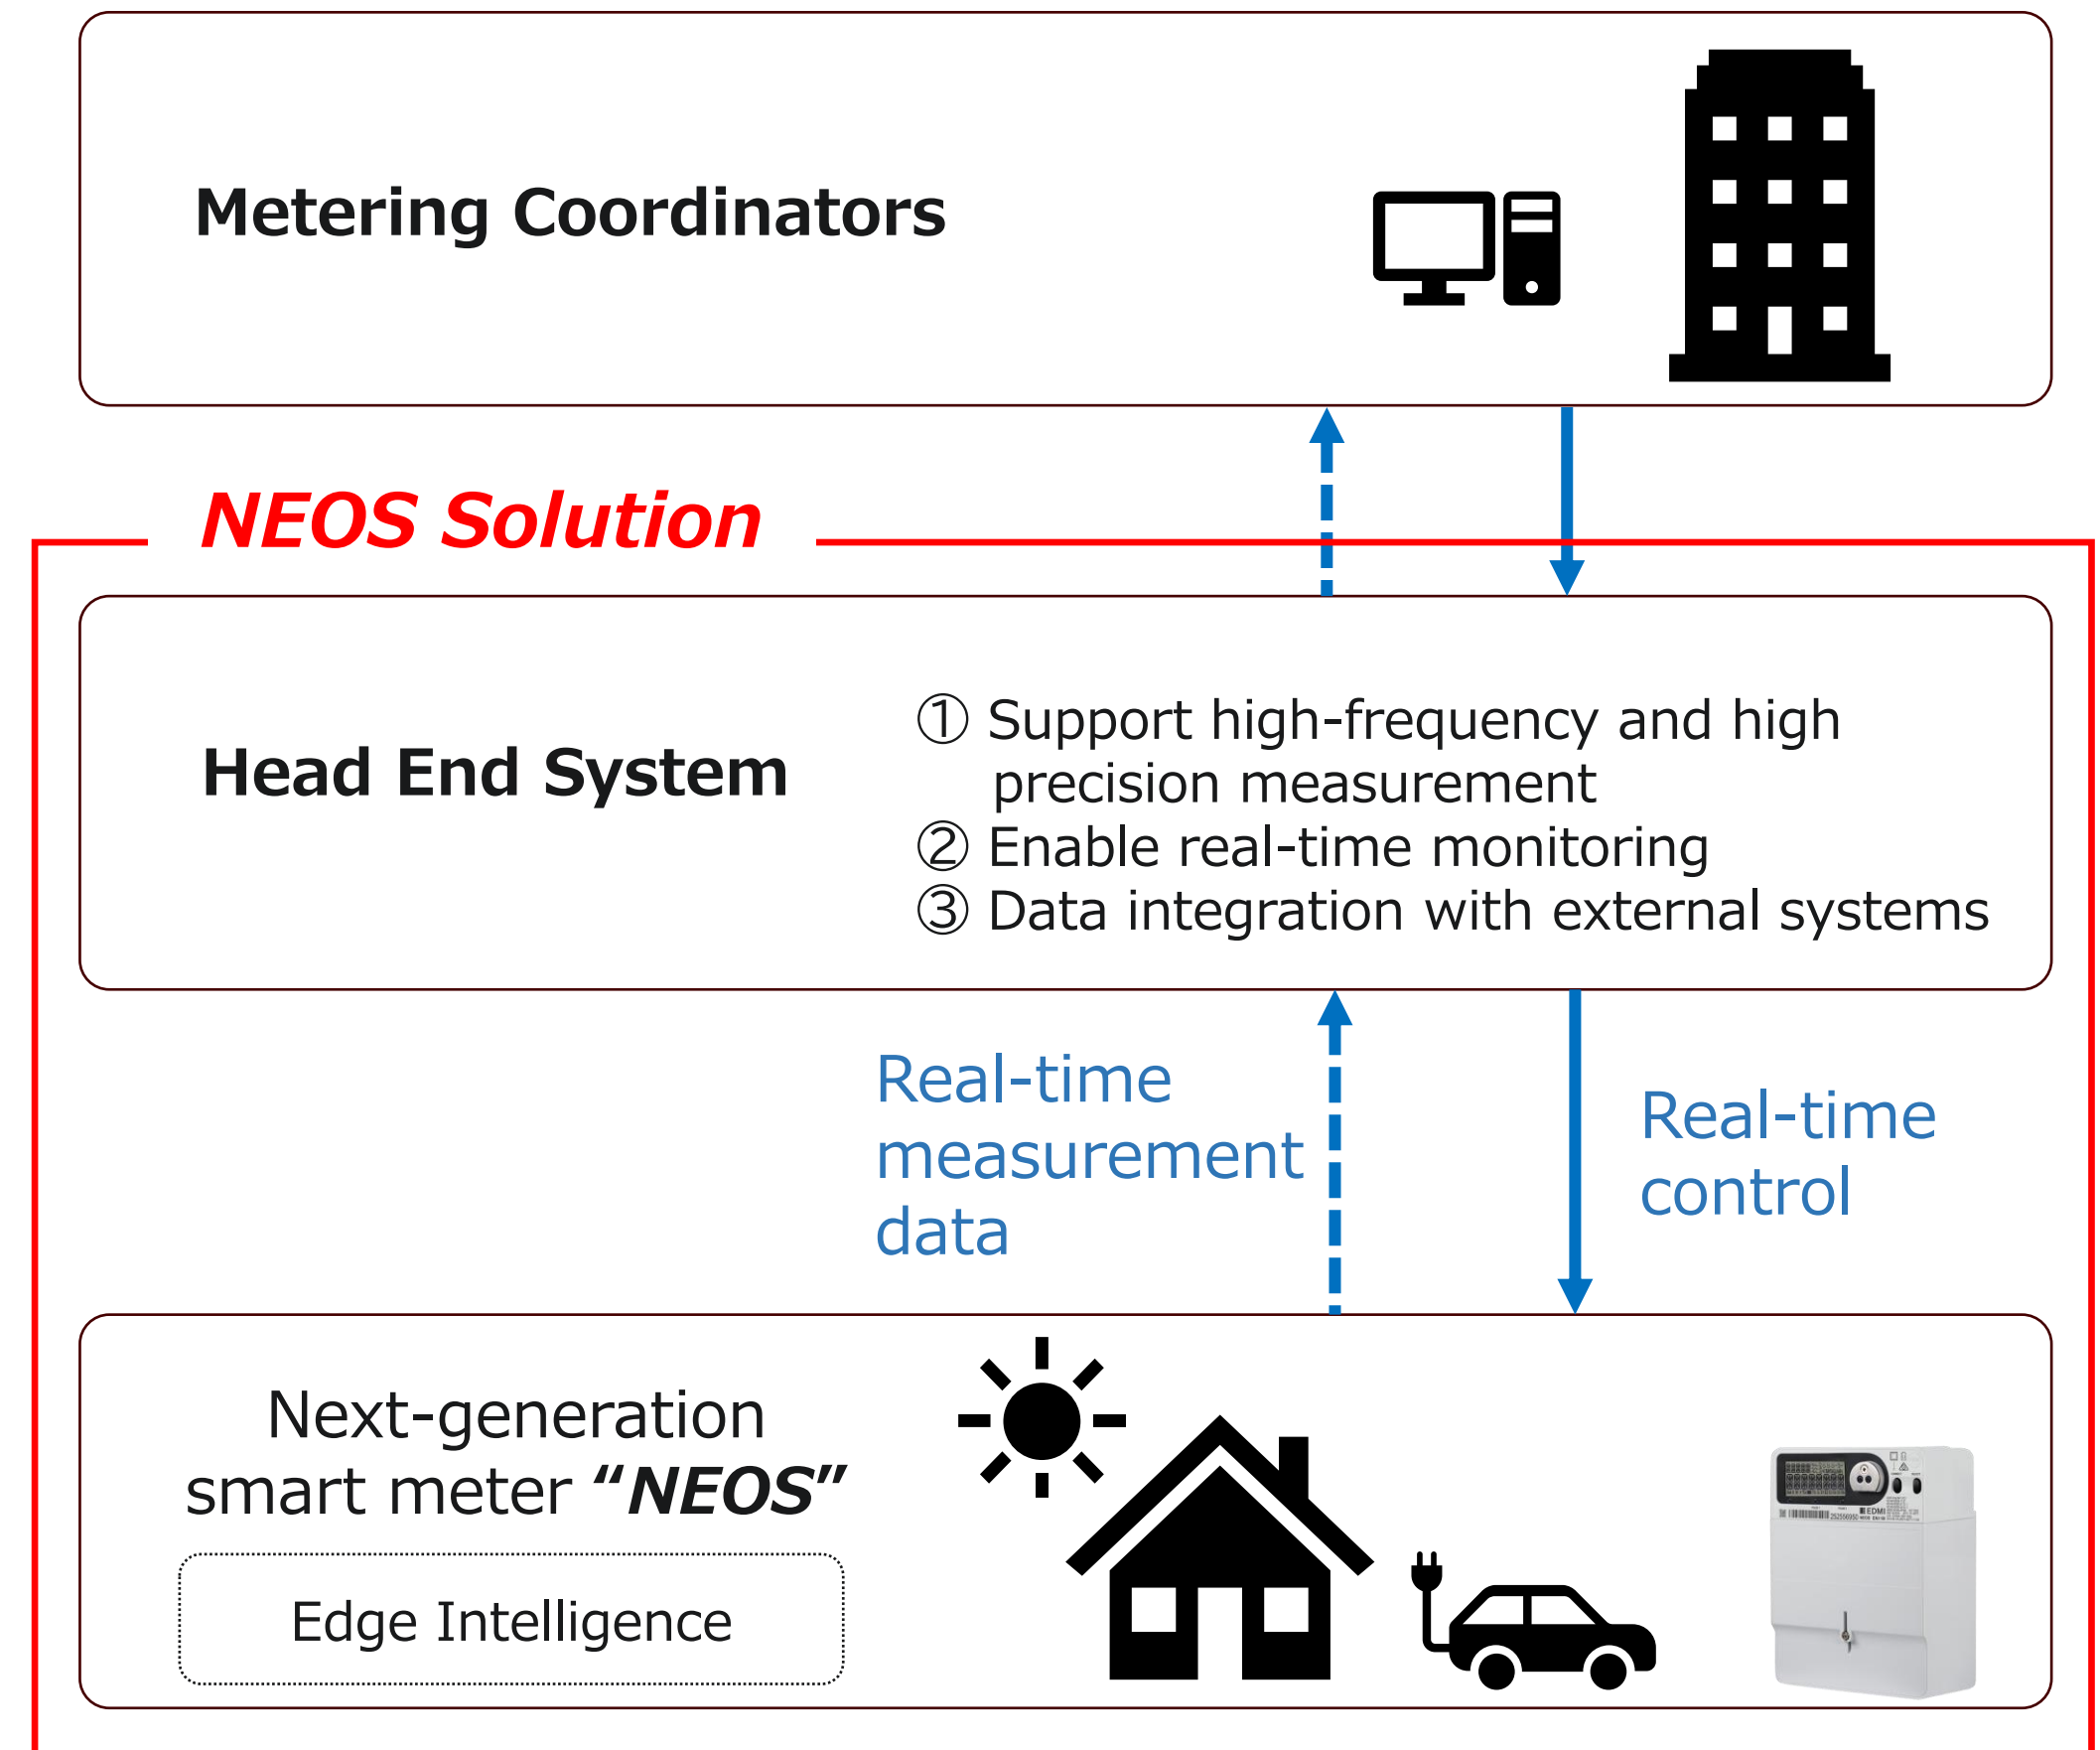 Metering Coordinators
NEOS Solution
Head End System
① Support high-frequency and high
precision measurement
② Enable real-time monitoring
③ Data integration with external systems
Real-time
measurement
data
Real-time
control
Next-generation
smart meter “NEOS”
Edge Intelligence
EDMI